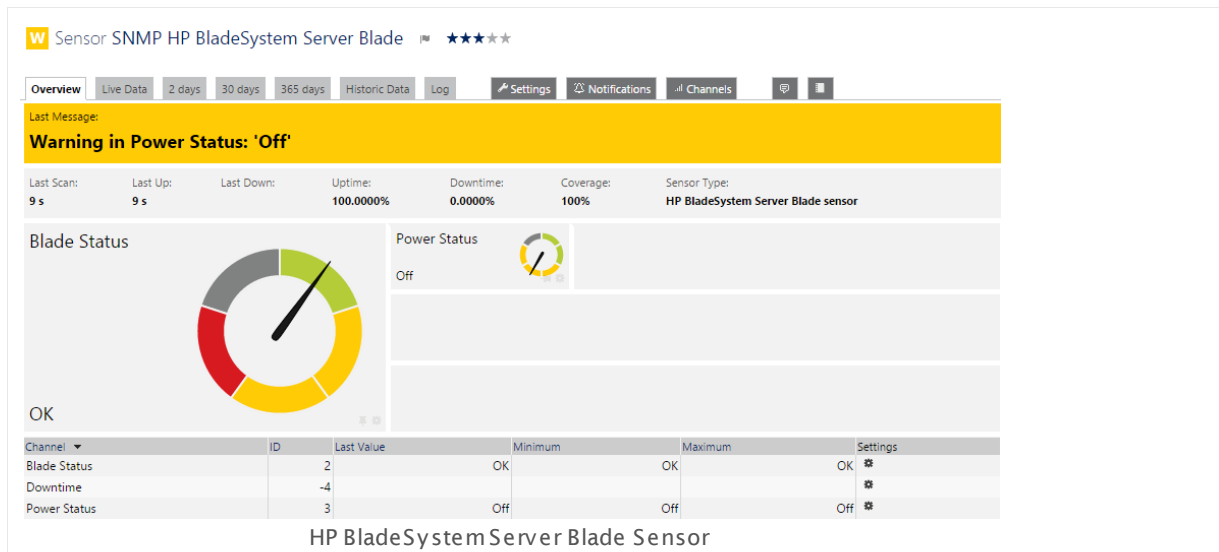 W Sensor SNMP HP BladeSystem Server Blade
Overview Live Data 2 days 30 days 365 days Historic Data Log Settings Notifications Channels
Last Message:
Warning in Power Status: 'Off'
Last Scan: Last Up: Last Down: Uptime: Downtime: Coverage: Sensor Type:
9 s 9 s 100.0000% 0.0000% 100% HP BladeSystem Server Blade sensor
Blade Status
OK
Power Status
Off
Channel ID Last Value Minimum Maximum Settings
Blade Status 2 OK OK OK
Downtime -4
Power Status 3 Off Off Off
HP BladeSystem Server Blade Sensor